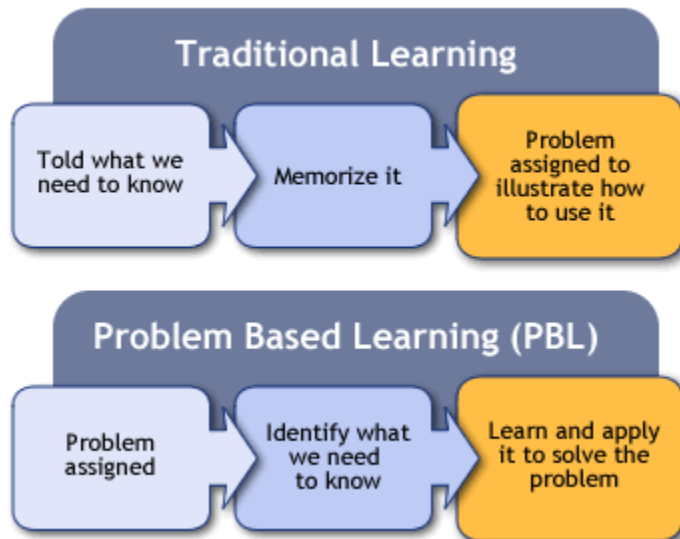 Traditional Learning
Told what we
need to know
Memorize it
Problem
assigned to
illustrate how
to use it
Problem Based Learning (PBL)
Problem
assigned
Identify what
we need
to know
Learn and apply
it to solve the
problem